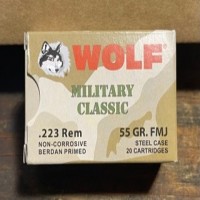 WOLF
MILITARY
CLASSIC
.223 Rem
55 GR. FMJ
NON-CORROSIVE
STEEL CASE
BERDAN PRIMED
20 CARTRIDGES